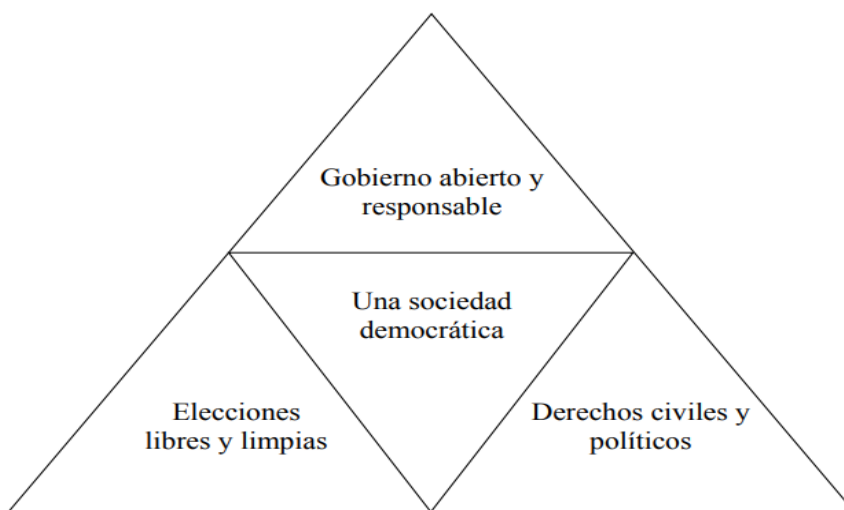 Gobierno abierto y
responsable
Una sociedad
democrática
Elecciones
libres y limpias
Derechos civiles y
políticos